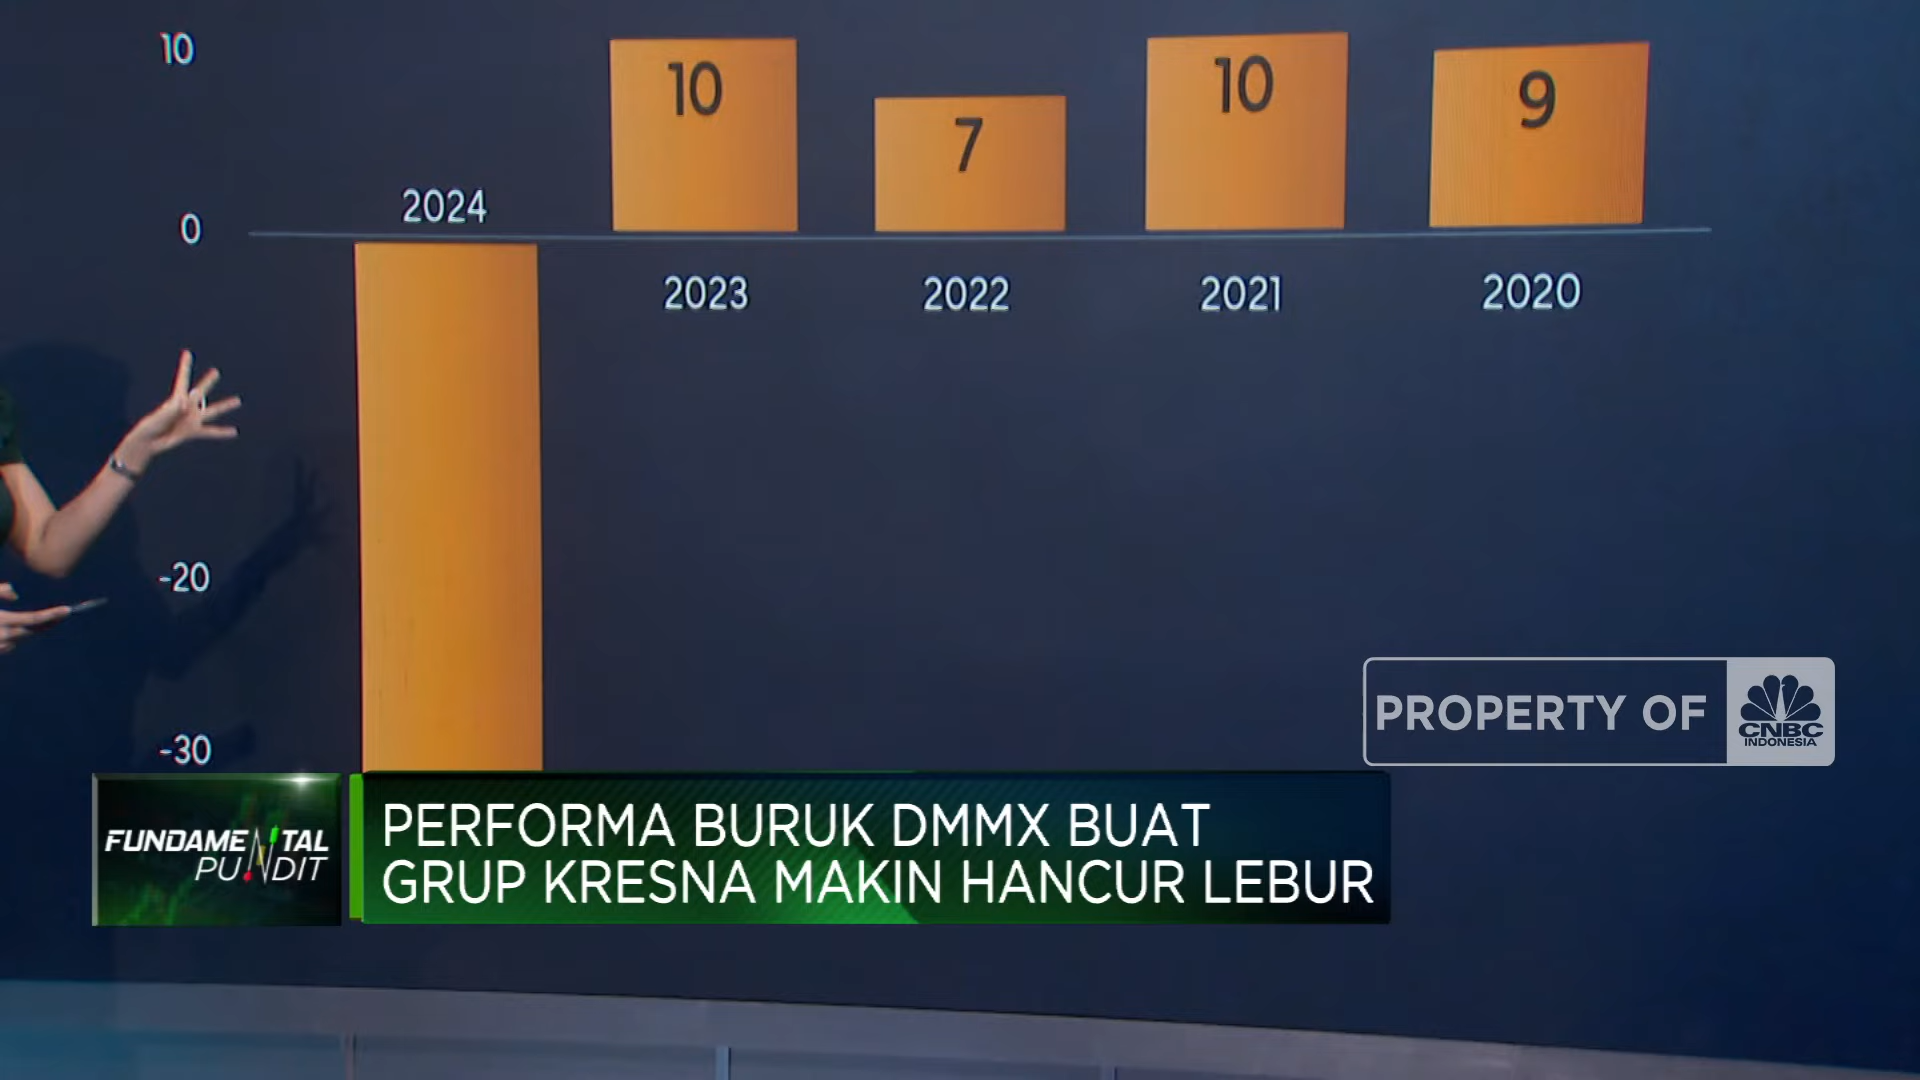 10
10
7
10
9
2024
0
2023
2022
2021
2020
-20
-30
PROPERTY OF
CNBC
INDONESIA
FUNDAMENTAL
PUNDIT
PERFORMA BURUK DMMX BUAT
GRUP KRESNA MAKIN HANCUR LEBUR